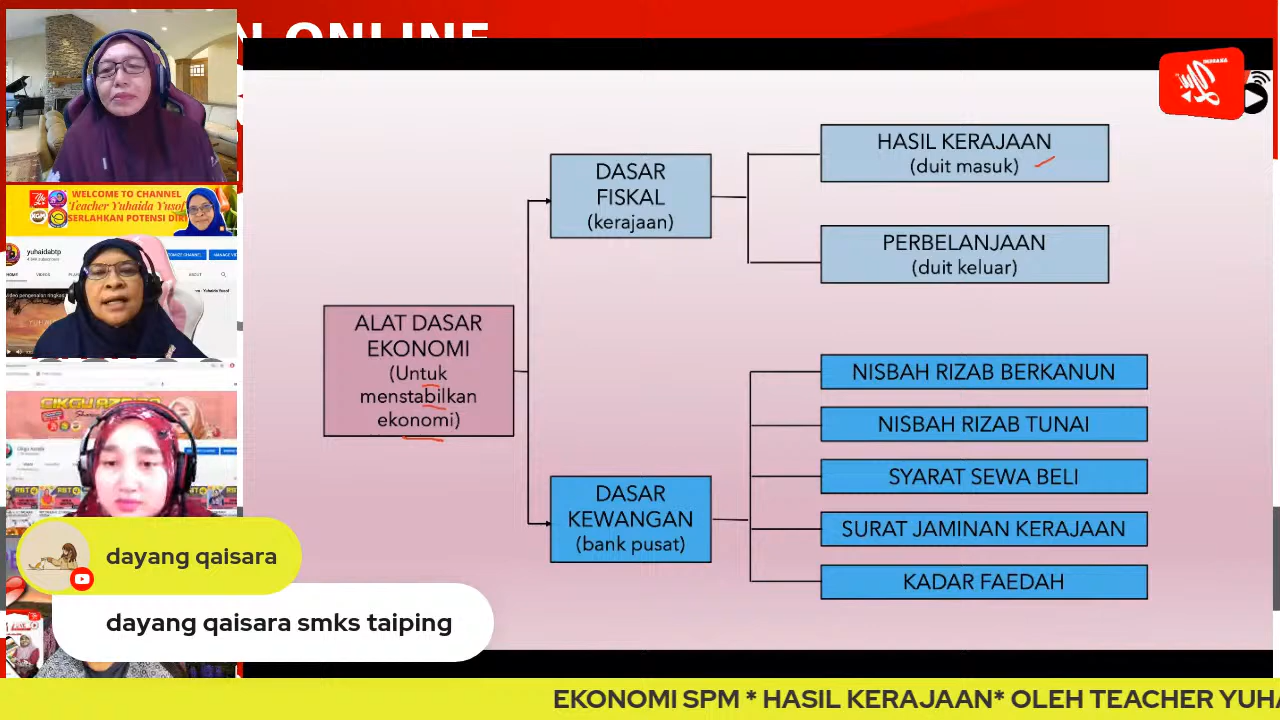 N ONLINE
WELCOME TO CHANNEL
Teacher Yuhaida Yusof
SERLAHKAN POTENSI DIRI
yuhaidabtp
HOME
VIDEOS
ABOUT
ALAT DASAR
EKONOMI
(Untuk
menstabilkan
ekonomi)
DASAR
FISKAL
(kerajaan)
HASIL KERAJAAN
(duit masuk)
PERBELANJAAN
(duit keluar)
DASAR
KEWANGAN
(bank pusat)
NISBAH RIZAB BERKANUN
NISBAH RIZAB TUNAI
SYARAT SEWA BELI
SURAT JAMINAN KERAJAAN
KADAR FAEDAH
dayang qaisara
dayang qaisara smks taiping
EKONOMI SPM * HASIL KERAJAAN* OLEH TEACHER YUHA